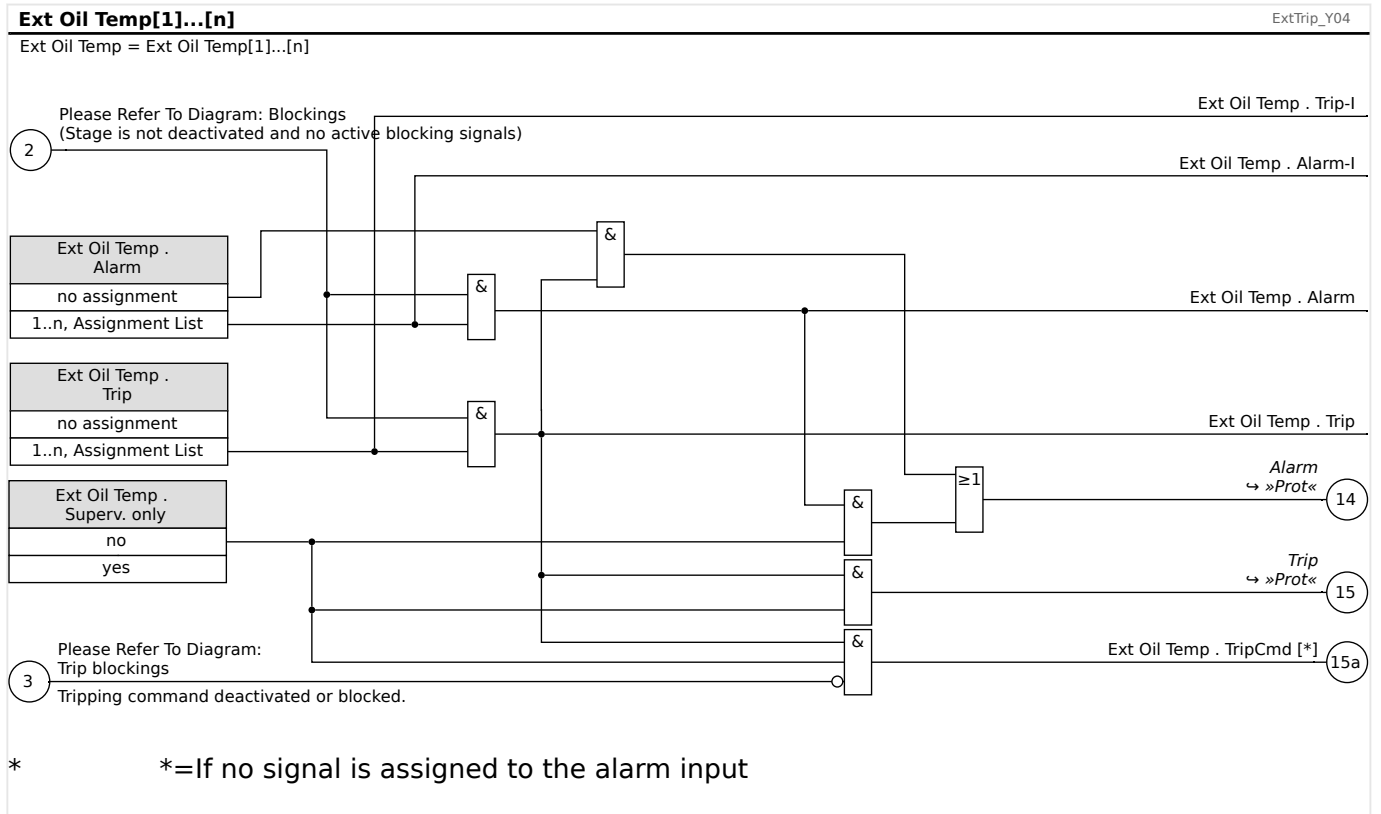 Ext Oil Temp[1]...[n]
ExtTrip_Y04
Ext Oil Temp = Ext Oil Temp[1]...[n]
Please Refer To Diagram: Blockings
(Stage is not deactivated and no active blocking signals)
2
Ext Oil Temp . Trip-I
Ext Oil Temp . Alarm-I
Ext Oil Temp .
Alarm
no assignment
1..n, Assignment List
&
&
Ext Oil Temp . Alarm
Ext Oil Temp .
Trip
no assignment
1..n, Assignment List
&
Ext Oil Temp . Trip
Ext Oil Temp .
Superv. only
no
yes
&
≥1
Alarm
↪ »Prot«
14
&
Trip
↪ »Prot«
15
Please Refer To Diagram:
Trip blockings
3
Tripping command deactivated or blocked.
&
Ext Oil Temp . TripCmd [*]
15a
* *=If no signal is assigned to the alarm input